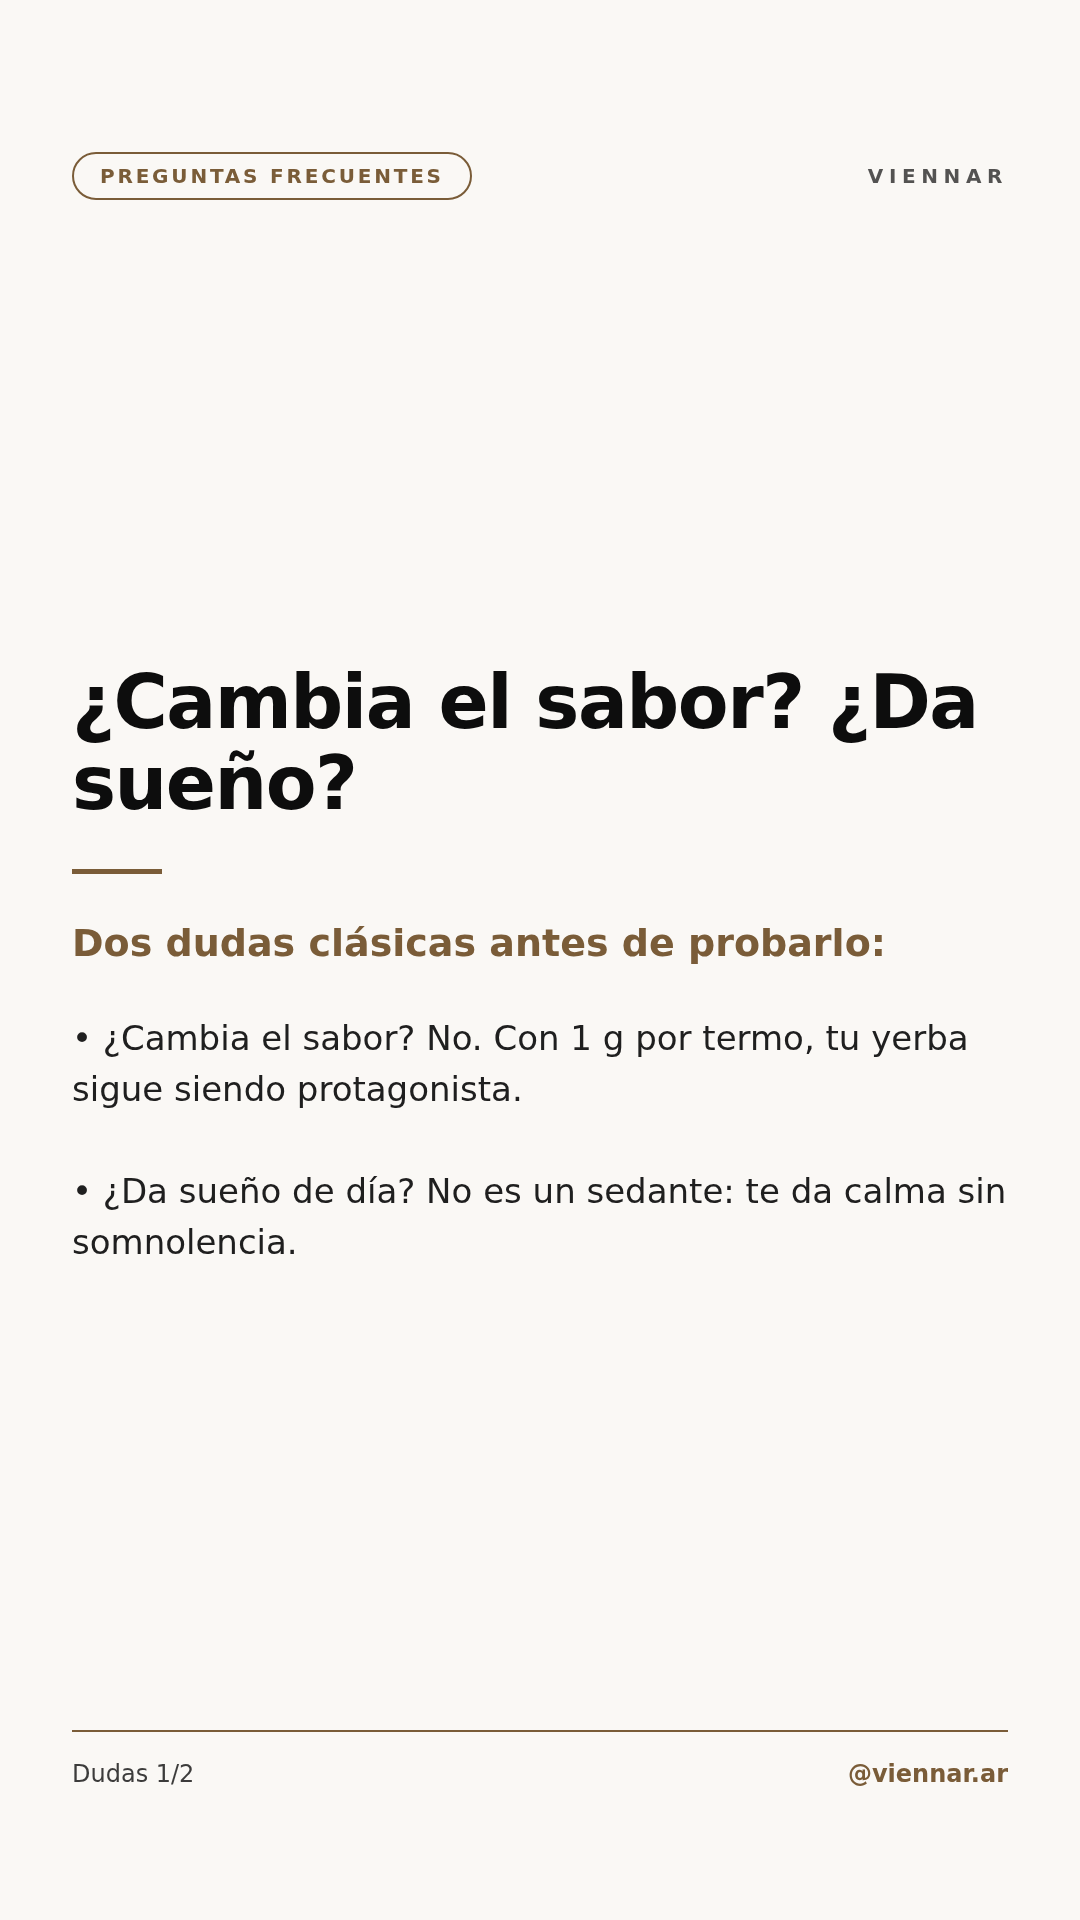 PREGUNTAS FRECUENTES
VIENNAR
¿Cambia el sabor? ¿Da
sueño?
Dos dudas clásicas antes de probarlo:
• ¿Cambia el sabor? No. Con 1 g por termo, tu yerba
sigue siendo protagonista.
• ¿Da sueño de día? No es un sedante: te da calma sin
somnolencia.
Dudas 1/2
@viennar.ar